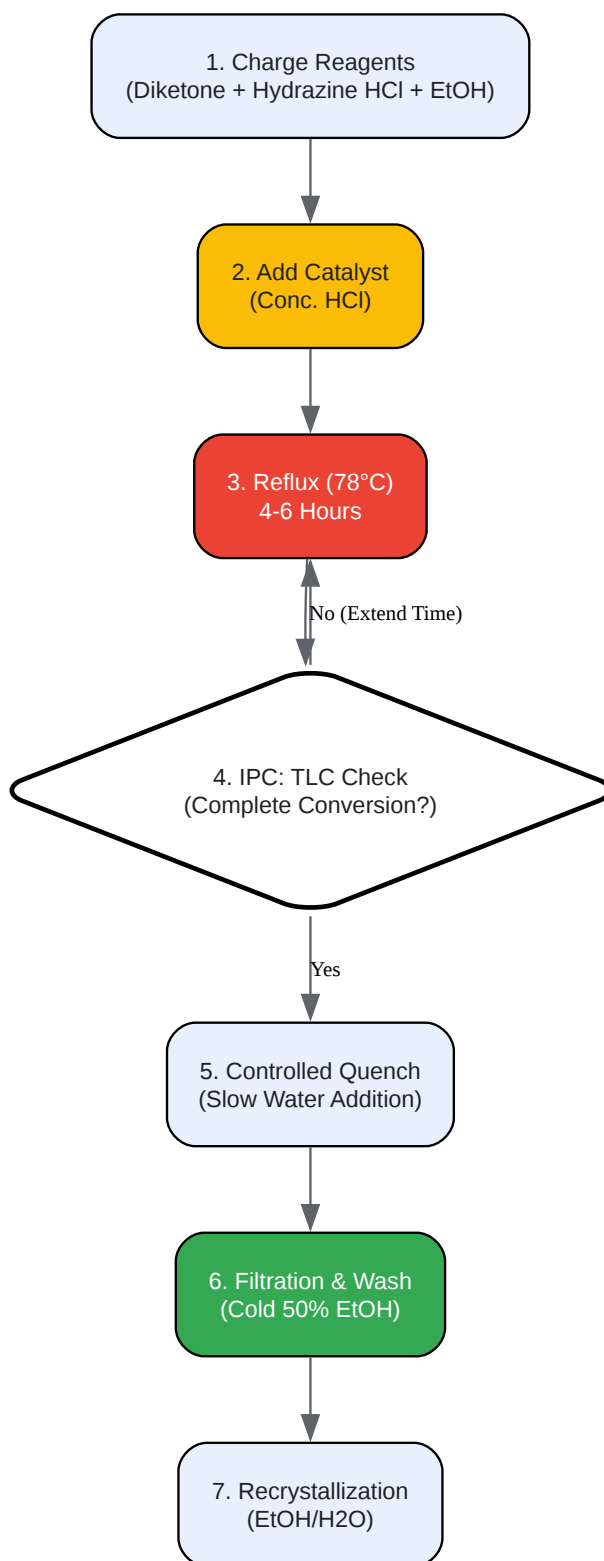 1. Charge Reagents
(Diketone + Hydrazine HCl + EtOH)
2. Add Catalyst
(Conc. HCl)
3. Reflux (78°C)
4-6 Hours
No (Extend Time)
4. IPC: TLC Check
(Complete Conversion?)
Yes
5. Controlled Quench
(Slow Water Addition)
6. Filtration & Wash
(Cold 50% EtOH)
7. Recrystallization
(EtOH/H2O)